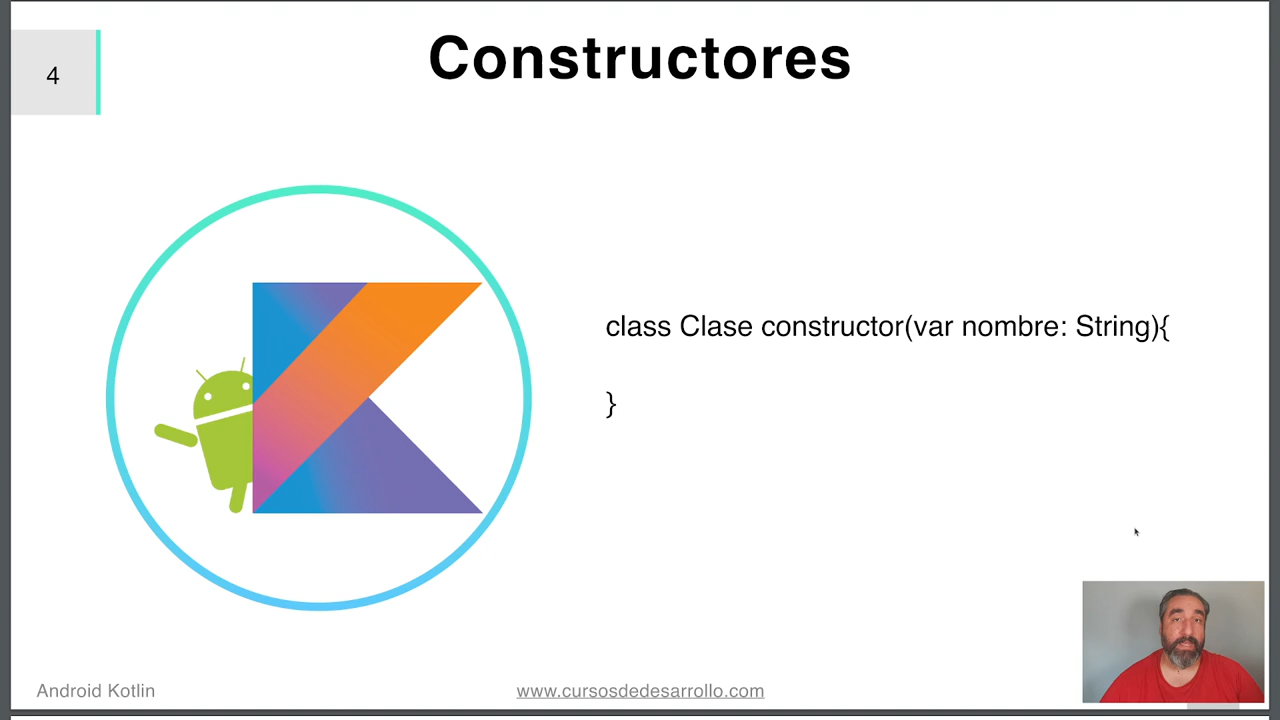 4
Constructores
class Clase constructor(var nombre: String){
}
Android Kotlin
www.cursosdedesarrollo.com